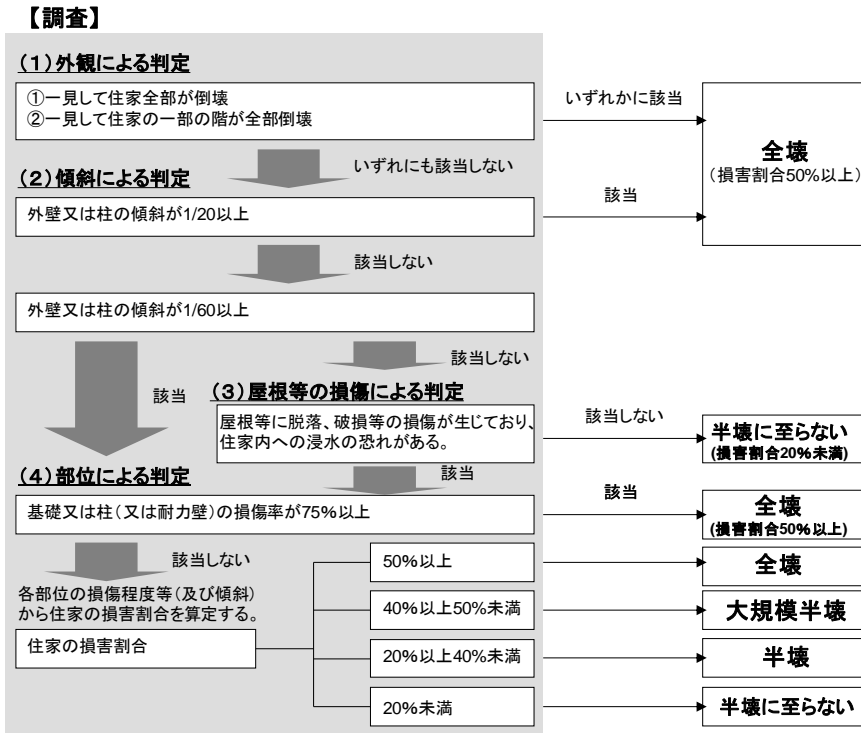 【調査】
(1)外観による判定
①一見して住家全部が倒壊
②一見して住家の一部の階が全部倒壊
いずれかに該当
全壊
(損害割合50%以上)
いずれにも該当しない
(2)傾斜による判定
外壁又は柱の傾斜が1/20以上
該当
該当しない
外壁又は柱の傾斜が1/60以上
該当しない
該当
(3)屋根等の損傷による判定
屋根等に脱落、破損等の損傷が生じており、
住家内への浸水の恐れがある。
該当しない
半壊に至らない
(損害割合20%未満)
該当
(4)部位による判定
基礎又は柱(又は耐力壁)の損傷率が75%以上
該当
全壊
(損害割合50%以上)
該当しない
各部位の損傷程度等(及び傾斜)
から住家の損害割合を算定する。
住家の損害割合
50%以上
全壊
40%以上50%未満
大規模半壊
20%以上40%未満
半壊
20%未満
半壊に至らない